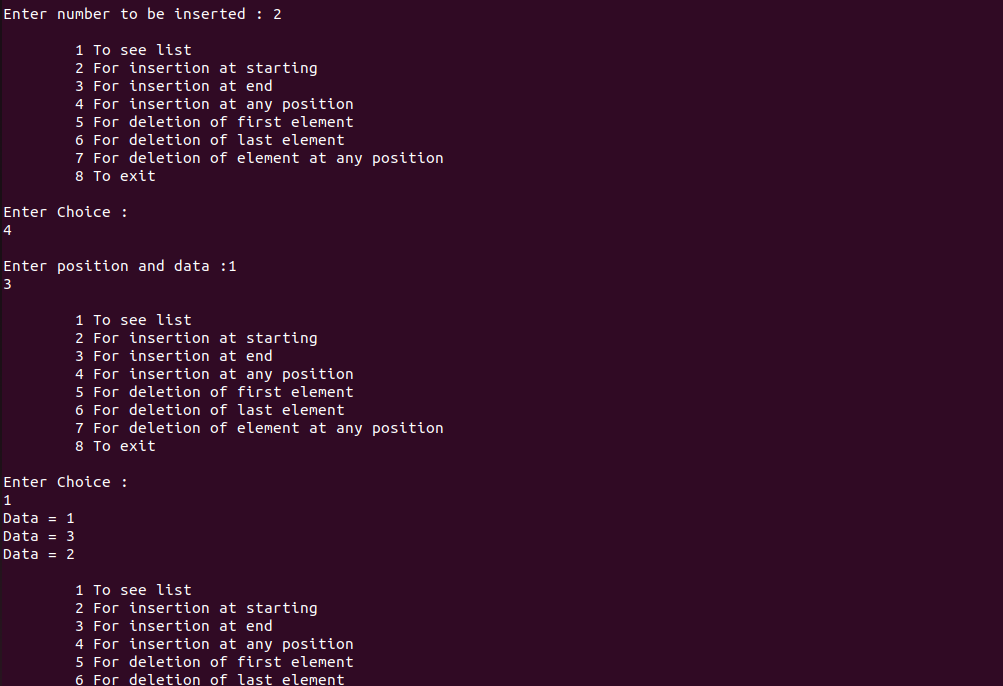 Enter number to be inserted : 2
1 To see list
2 For insertion at starting
3 For insertion at end
4 For insertion at any position
5 For deletion of first element
6 For deletion of last element
7 For deletion of element at any position
8 To exit
Enter Choice :
4
Enter position and data :1
3
1 To see list
2 For insertion at starting
3 For insertion at end
4 For insertion at any position
5 For deletion of first element
6 For deletion of last element
7 For deletion of element at any position
8 To exit
Enter Choice :
1
Data = 1
Data = 3
Data = 2
1 To see list
2 For insertion at starting
3 For insertion at end
4 For insertion at any position
5 For deletion of first element
6 For deletion of last element